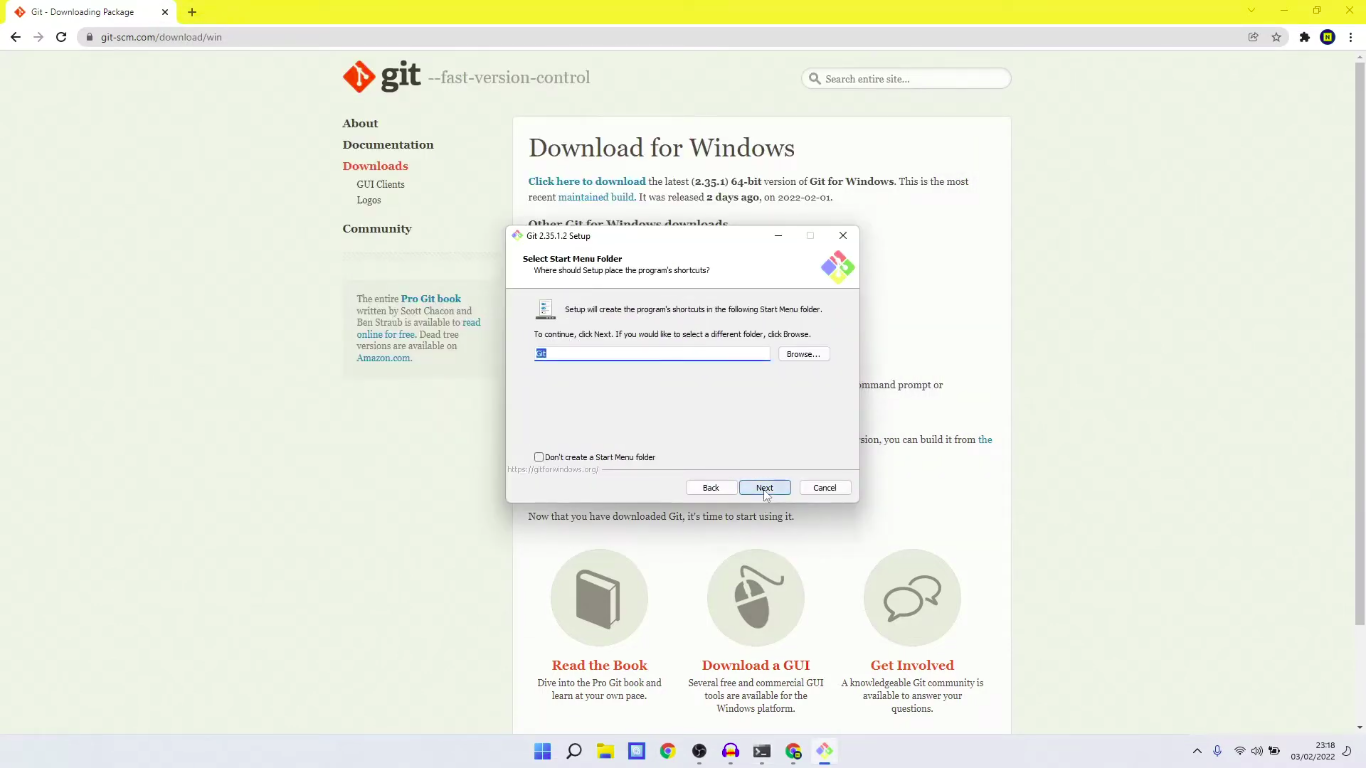 Git - Downloading Package
git-scm.com/download/win
git --fast-version-control
Search entire site...
About
Documentation
Downloads
GUI Clients
Logos
Community
The entire Pro Git book
written by Scott Chacon and
Ben Straub is available to read
online for free. Dead tree
versions are available on
Amazon.com.
Download for Windows
Click here to download the latest (2.35.1) 64-bit version of Git for Windows. This is the most
recent maintained build. It was released 2 days ago, on 2022-02-01.
Other Git for Windows downloads
Git 2.35.1.2 Setup
Select Start Menu Folder
Where should Setup place the program's shortcuts?
Setup will create the program's shortcuts in the following Start Menu folder.
To continue, click Next. If you would like to select a different folder, click Browse.
Git
Browse...
Don't create a Start Menu folder
https://gitforwindows.org/
Back
Next
Cancel
command prompt or
sion, you can build it from the
Now that you have downloaded Git, it's time to start using it.
Read the Book
Dive into the Pro Git book and
learn at your own pace.
Download a GUI
Several free and commercial GUI
tools are available for the
Windows platform.
Get Involved
A knowledgeable Git community is
available to answer your
questions.
23:18
03/02/2022